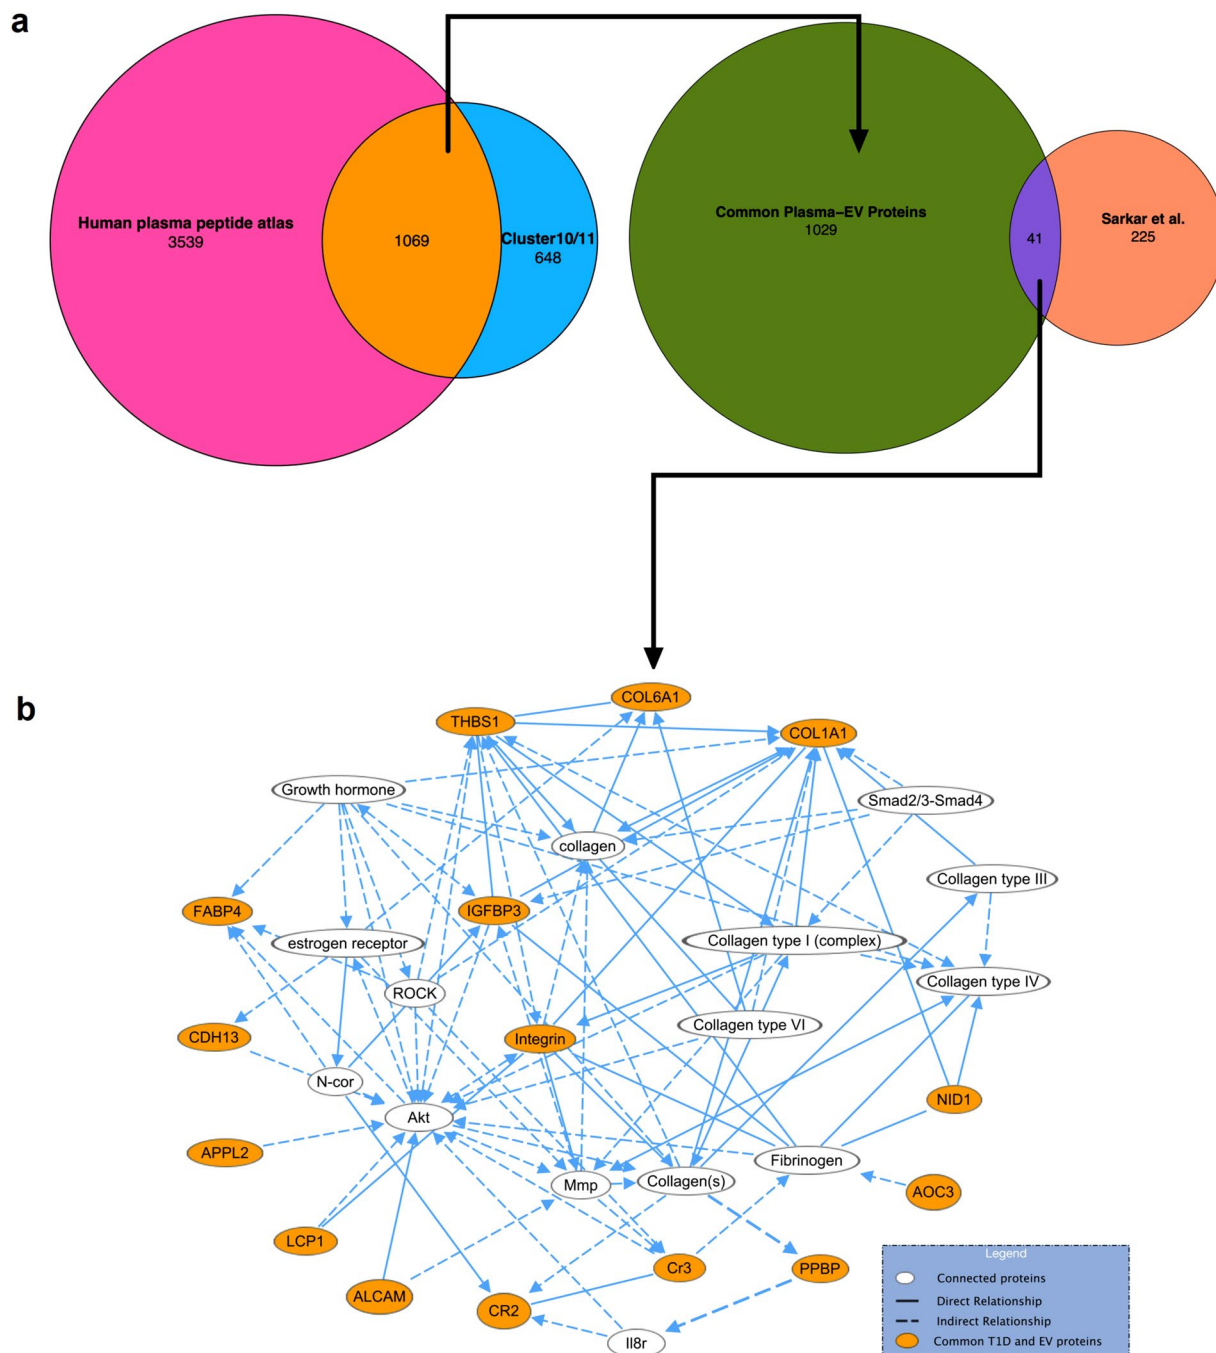 a
Human plasma peptide atlas
3539
1069
Cluster10/11
648
Common Plasma–EV Proteins
1029
41
Sarkar et al.
225
b
COL6A1
THBS1
COL1A1
Growth hormone
Smad2/3-Smad4
collagen
Collagen type III
FABP4
IGFBP3
estrogen receptor
Collagen type I (complex)
Collagen type IV
ROCK
Collagen type VI
CDH13
Integrin
N-cor
NID1
Akt
APPL2
Fibrinogen
Mmp
Collagen(s)
AOC3
LCP1
Cr3
PPBP
ALCAM
CR2
Il8r
Legend
Connected proteins
Direct Relationship
Indirect Relationship
Common T1D and EV proteins